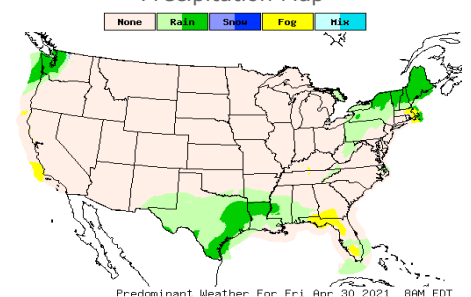 Precipitation Map
None Rain Snow Fog Mix
Predominant Weather For Fri Apr 30 2021 8AM EDT